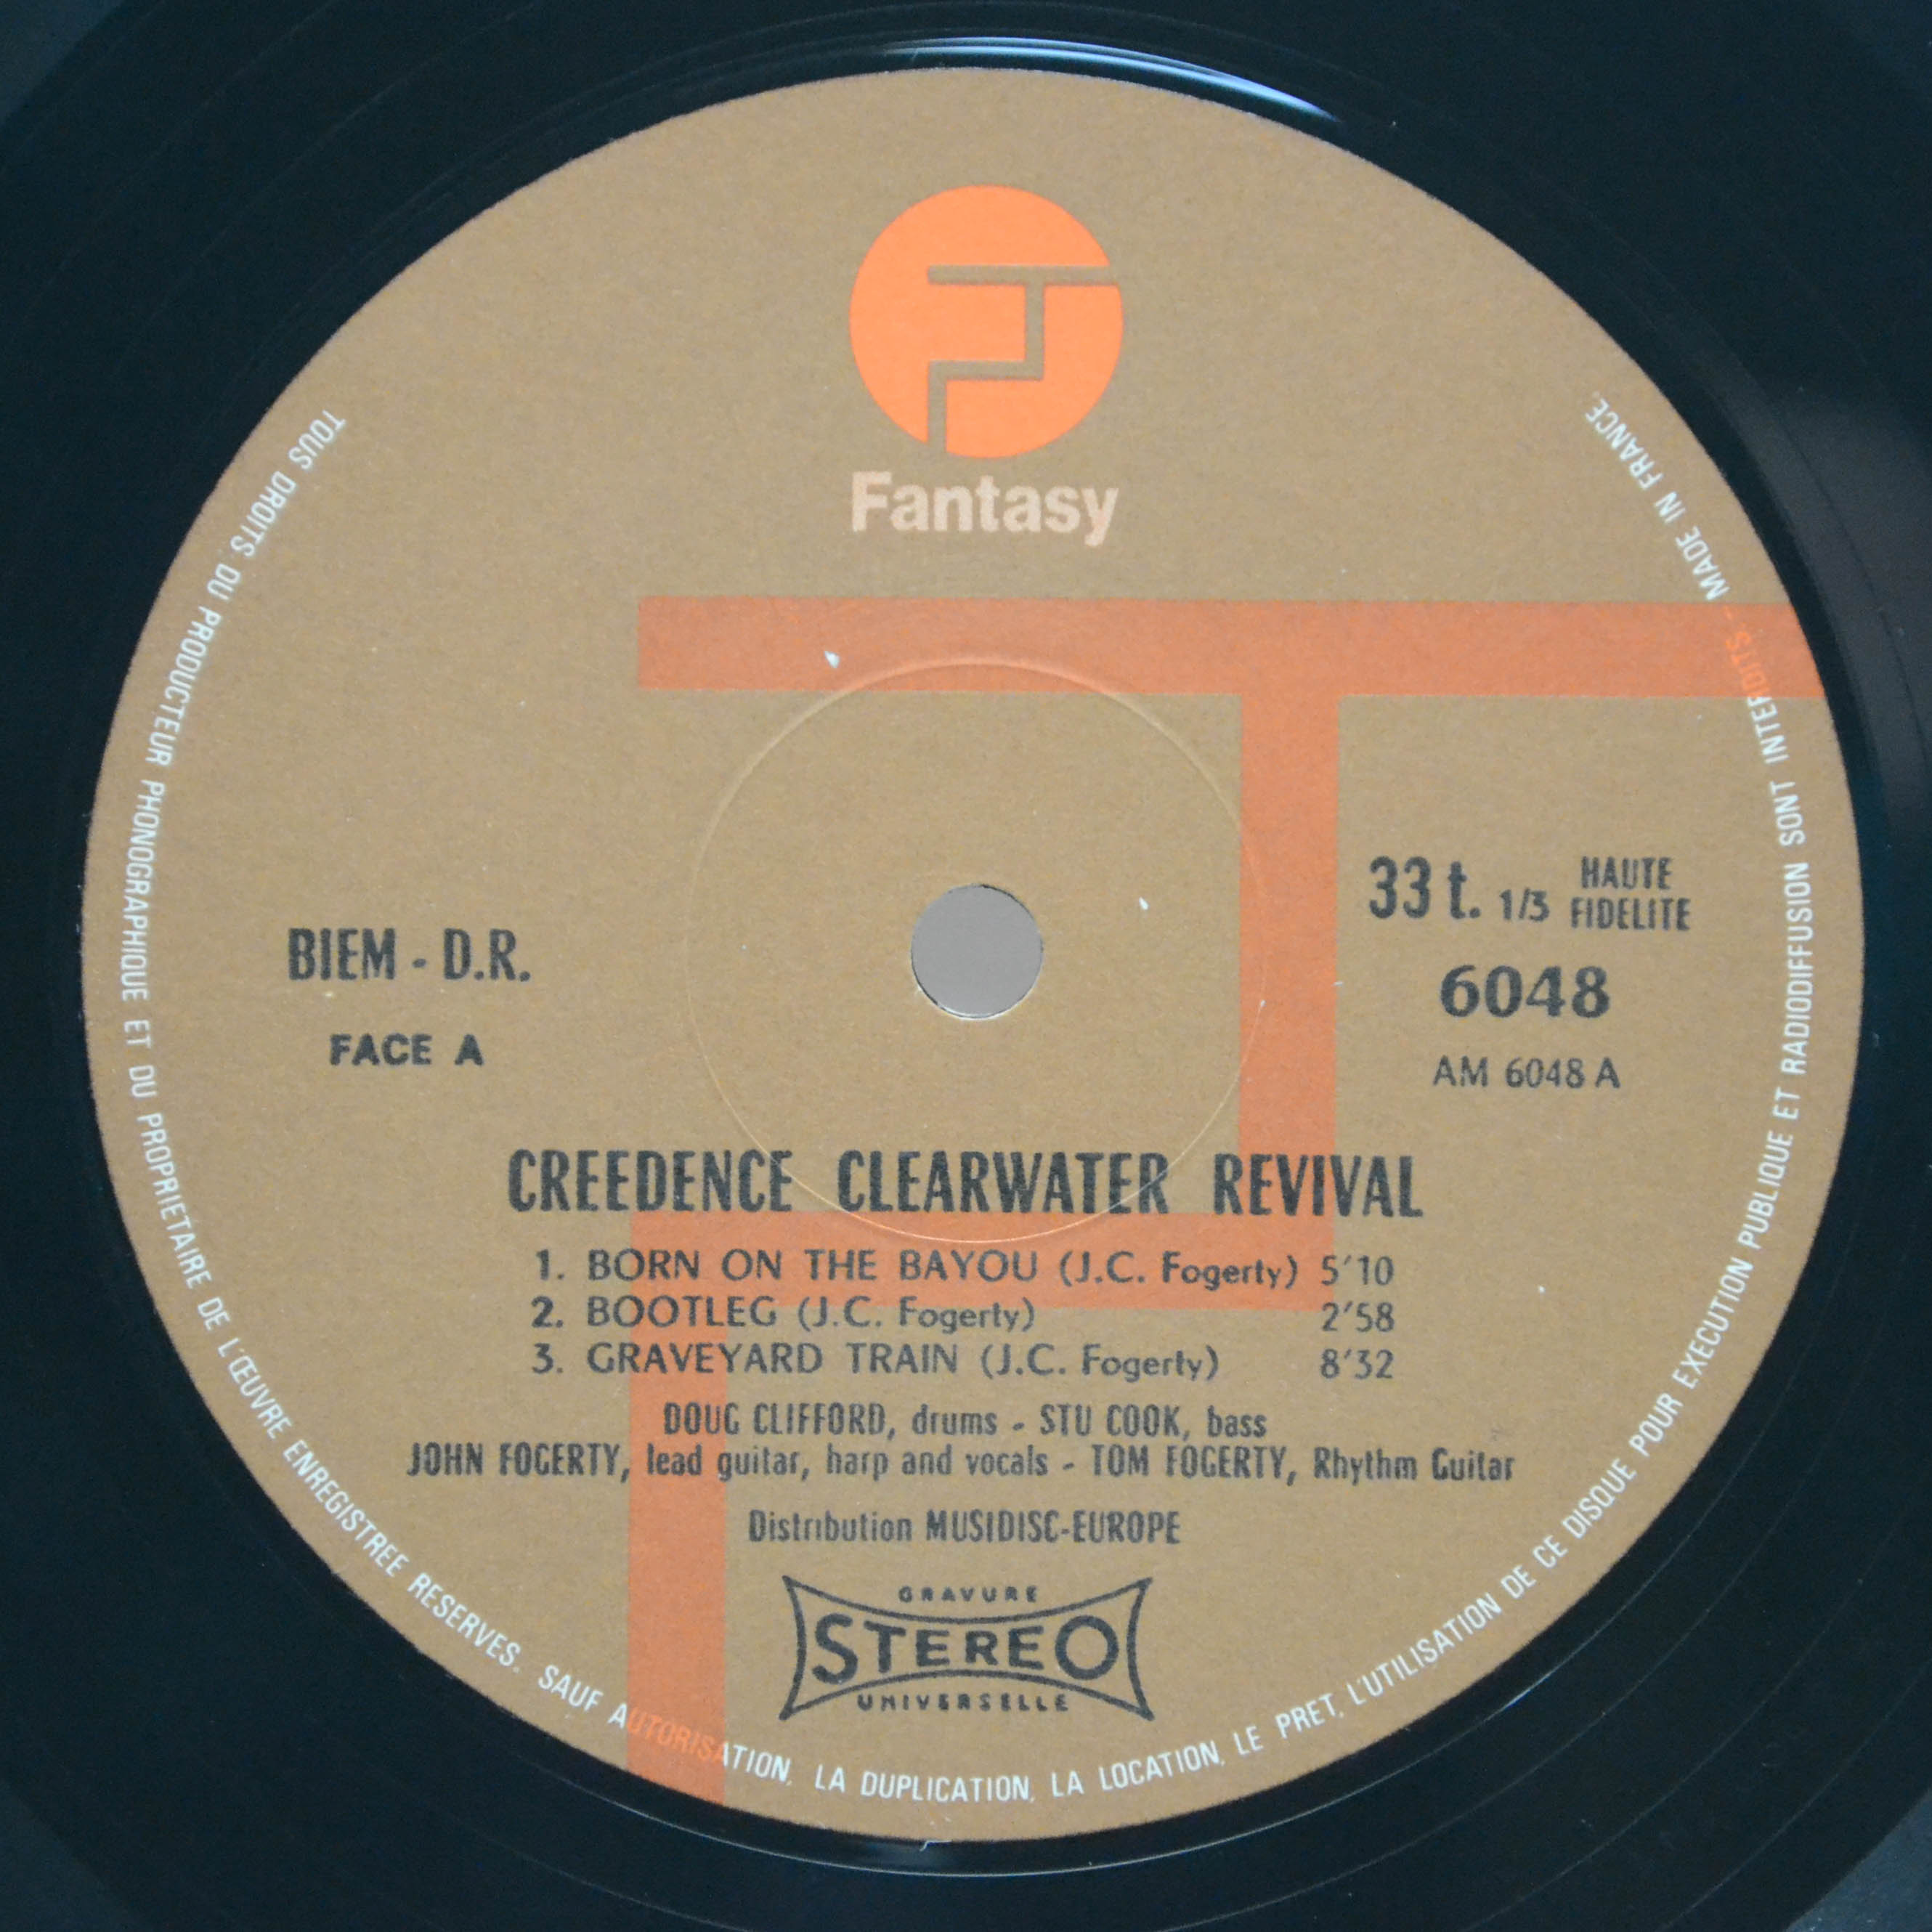 Fantasy
BIEM - D.R.
FACE A
33 t. 1/3 HAUTE FIDELITE
6048
AM 6048 A
CREEDENCE CLEARWATER REVIVAL
1. BORN ON THE BAYOU (J.C. Fogerty) 5'10
2. BOOTLEG (J.C. Fogerty) 2'58
3. GRAVEYARD TRAIN (J.C. Fogerty) 8'32
DOUG CLIFFORD, drums - STU COOK, bass
JOHN FOGERTY, lead guitar, harp and vocals - TOM FOGERTY, Rhythm Guitar
Distribution MUSIDISC-EUROPE
GRAVURE
STEREO
UNIVERSELLE
TOUS DROITS DU PRODUCTEUR PHONOGRAPHIQUE ET DU PROPRIETAIRE DE L'ŒUVRE ENREGISTREE RESERVES. SAUF AUTORISATION, LA DUPLICATION, LA LOCATION, LE PRET, L'UTILISATION DE CE DISQUE POUR EXECUTION PUBLIQUE ET RADIODIFFUSION SONT INTERDITS. - MADE IN FRANCE.